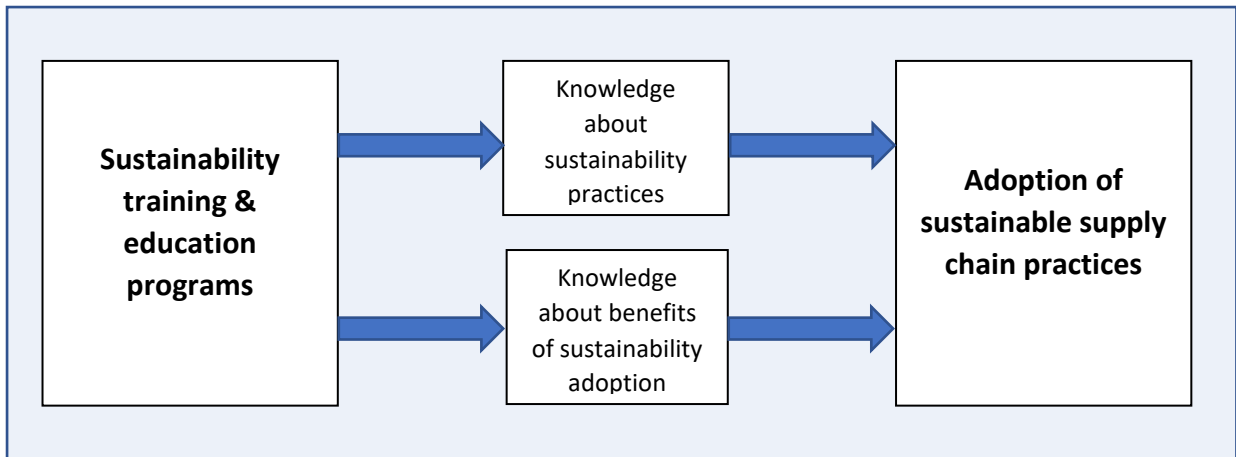 Sustainability
training &
education
programs
Knowledge
about
sustainability
practices
Knowledge
about benefits
of sustainability
adoption
Adoption of
sustainable supply
chain practices